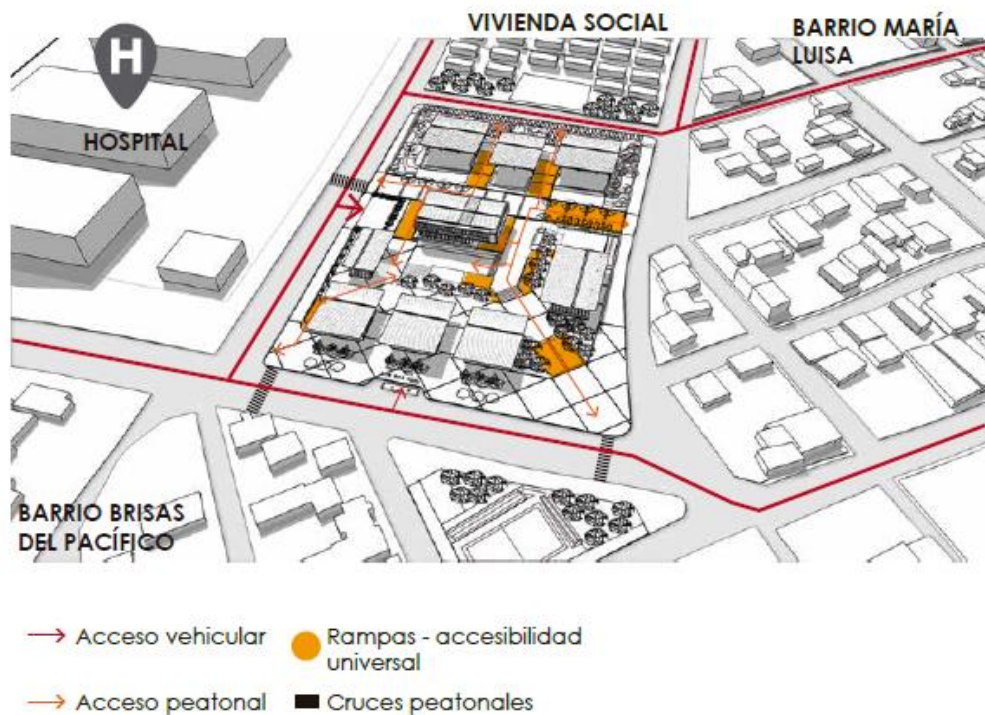 VIVIENDA SOCIAL
BARRIO MARÍA
LUISA
H
HOSPITAL
BARRIO BRISAS
DEL PACÍFICO
Acceso vehicular
Rampas - accesibilidad
universal
Acceso peatonal
Cruces peatonales